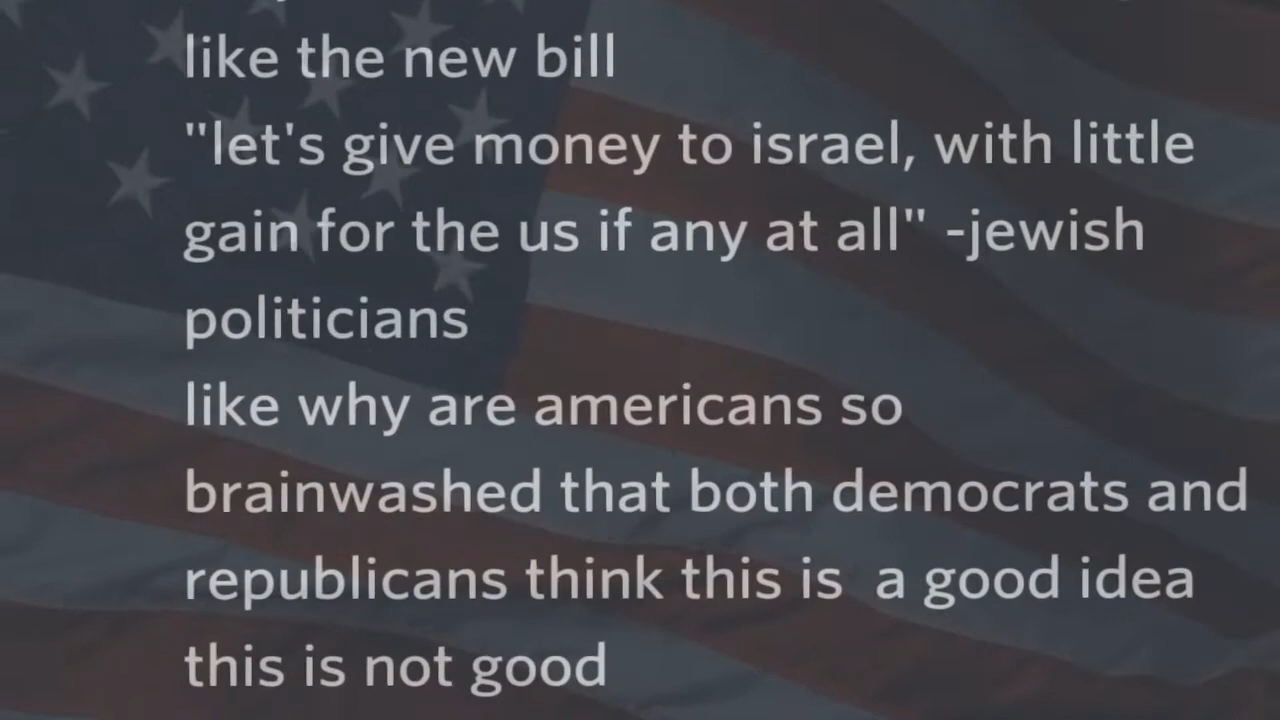 like the new bill
"let's give money to israel, with little
gain for the us if any at all" -jewish
politicians
like why are americans so
brainwashed that both democrats and
republicans think this is  a good idea
this is not good